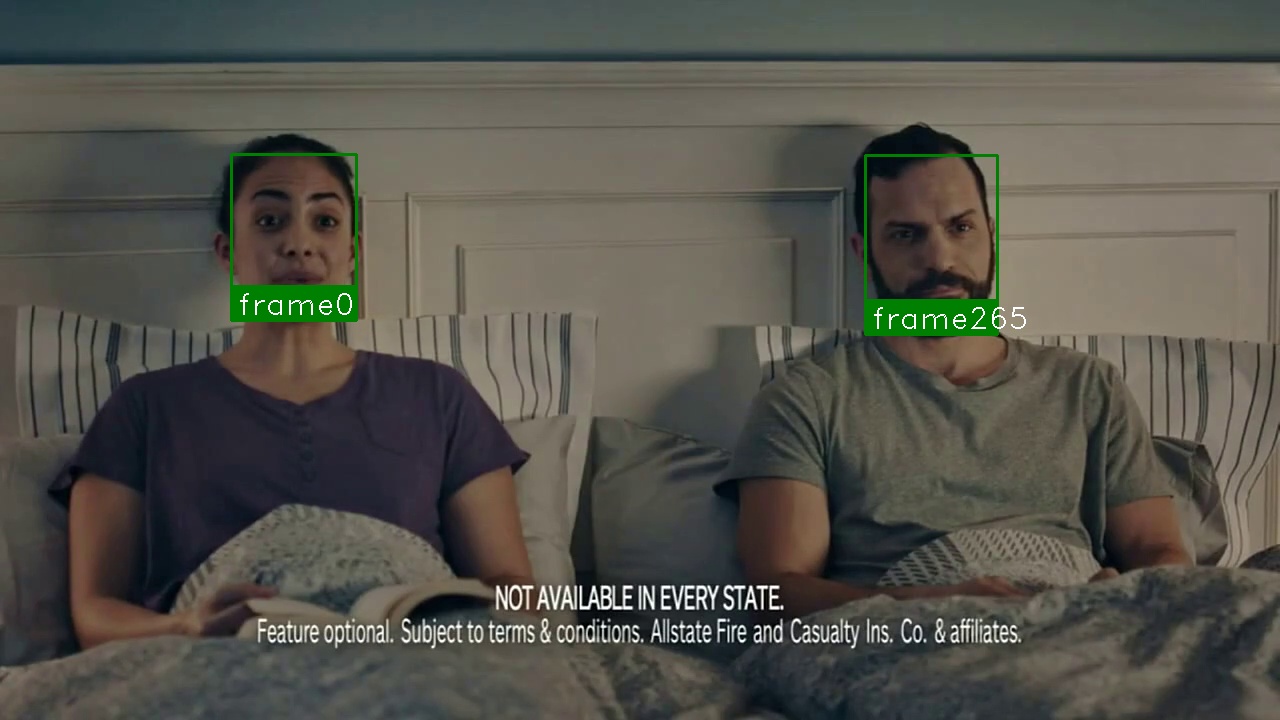 frame0
frame265
NOT AVAILABLE IN EVERY STATE.
Feature optional. Subject to terms & conditions. Allstate Fire and Casualty Ins. Co. & affiliates.